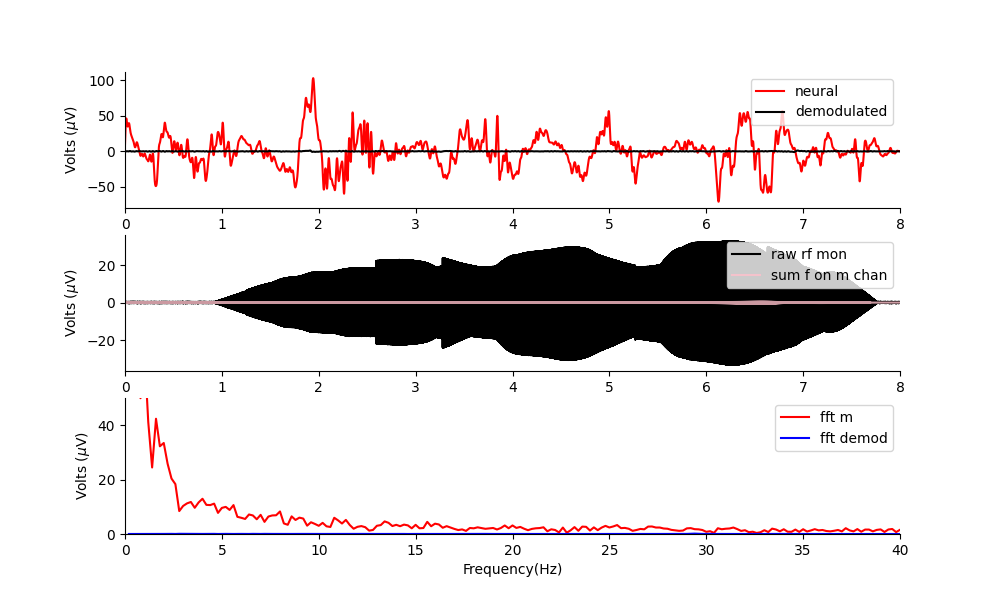 100
50
0
−50
Volts (μV)
neural
demodulated
0 1 2 3 4 5 6 7 8
20
0
−20
Volts (μV)
raw rf mon
sum f on m chan
0 1 2 3 4 5 6 7 8
40
20
0
Volts (μV)
fft m
fft demod
0 5 10 15 20 25 30 35 40
Frequency(Hz)